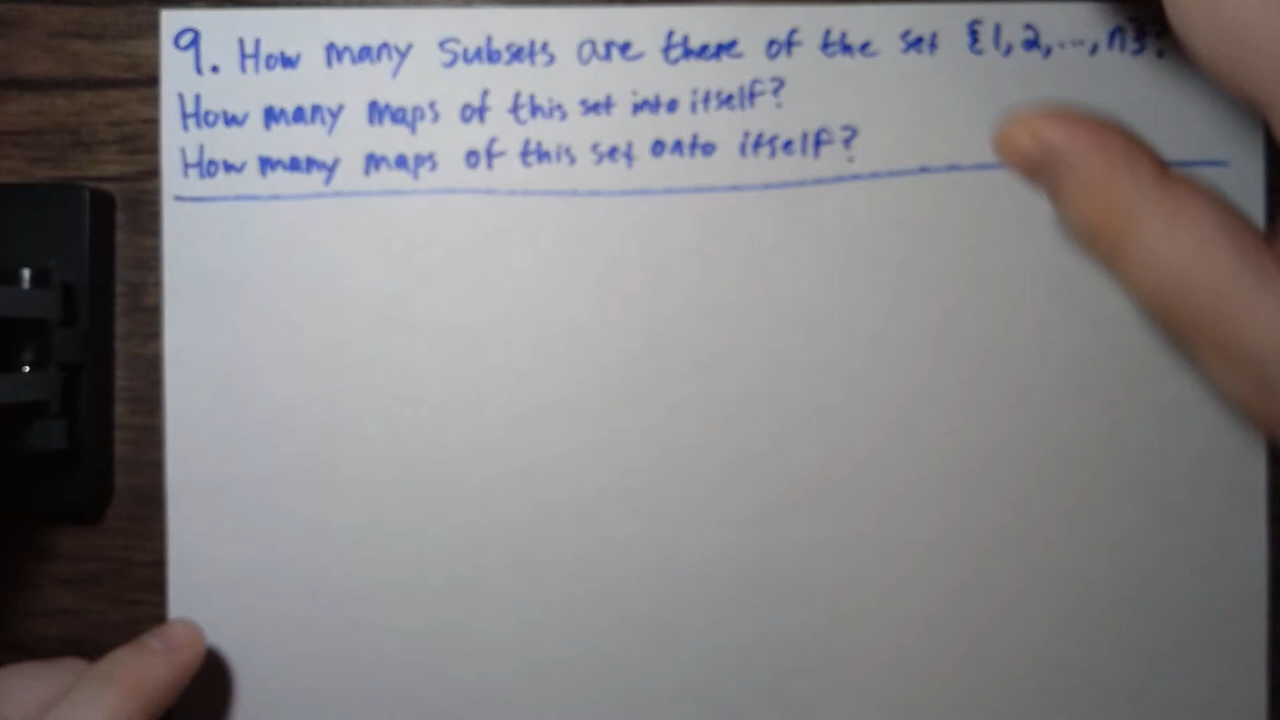 9. How many Subsets are there of the set {1,2,...,n}?
How many maps of this set into itself?
How many maps of this set onto itself?